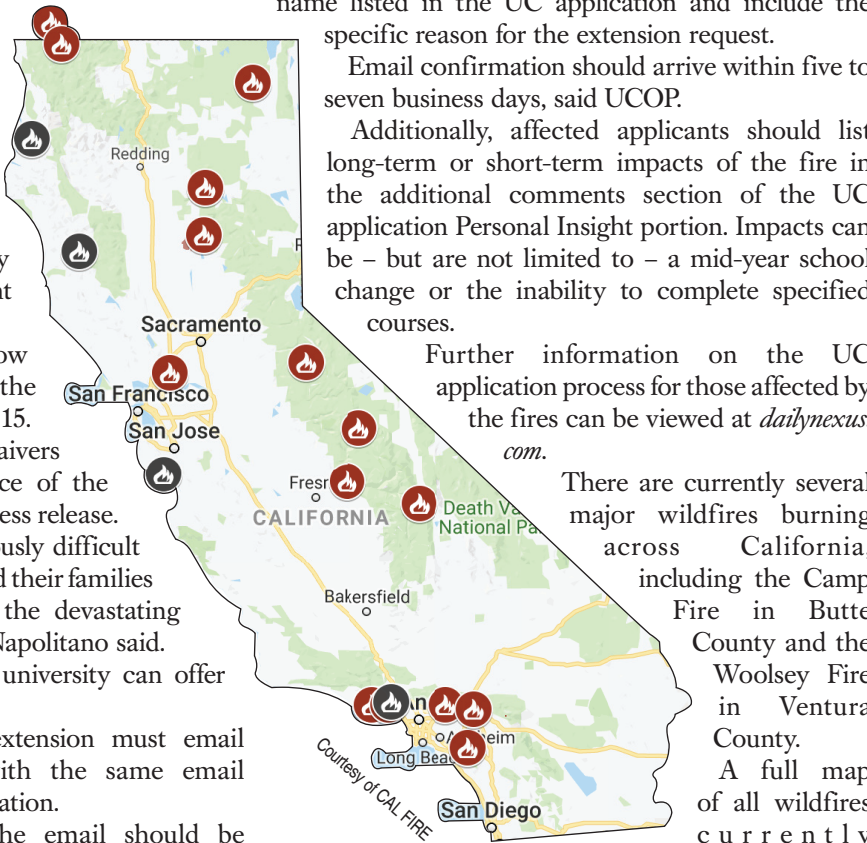 name listed in the UC application and include the
specific reason for the extension request.
Email confirmation should arrive within five to
seven business days, said UCOP.
Additionally, affected applicants should list
long-term or short-term impacts of the fire in
the additional comments section of the UC
application Personal Insight portion. Impacts can
be – but are not limited to – a mid-year school
change or the inability to complete specified
courses.
Further information on the UC
application process for those affected by
the fires can be viewed at dailynexus.
com.
There are currently several
major wildfires burning
across California,
including the Camp
Fire in Butte
County and the
Woolsey Fire
in Ventura
County.
A full map
of all wildfires
currently
the
15.
ce of the
ess release.
ously difficult
d their families
the devastating
Napolitano said.
university can offer
extension must email
ith the same email
ation.
he email should be
Redding
Sacramento
San Francisco
San Jose
Fresn
CALIFORNIA
Death Va
National Pa
Bakersfield
Long Beac
San Diego
Courtesy of CAL FIRE